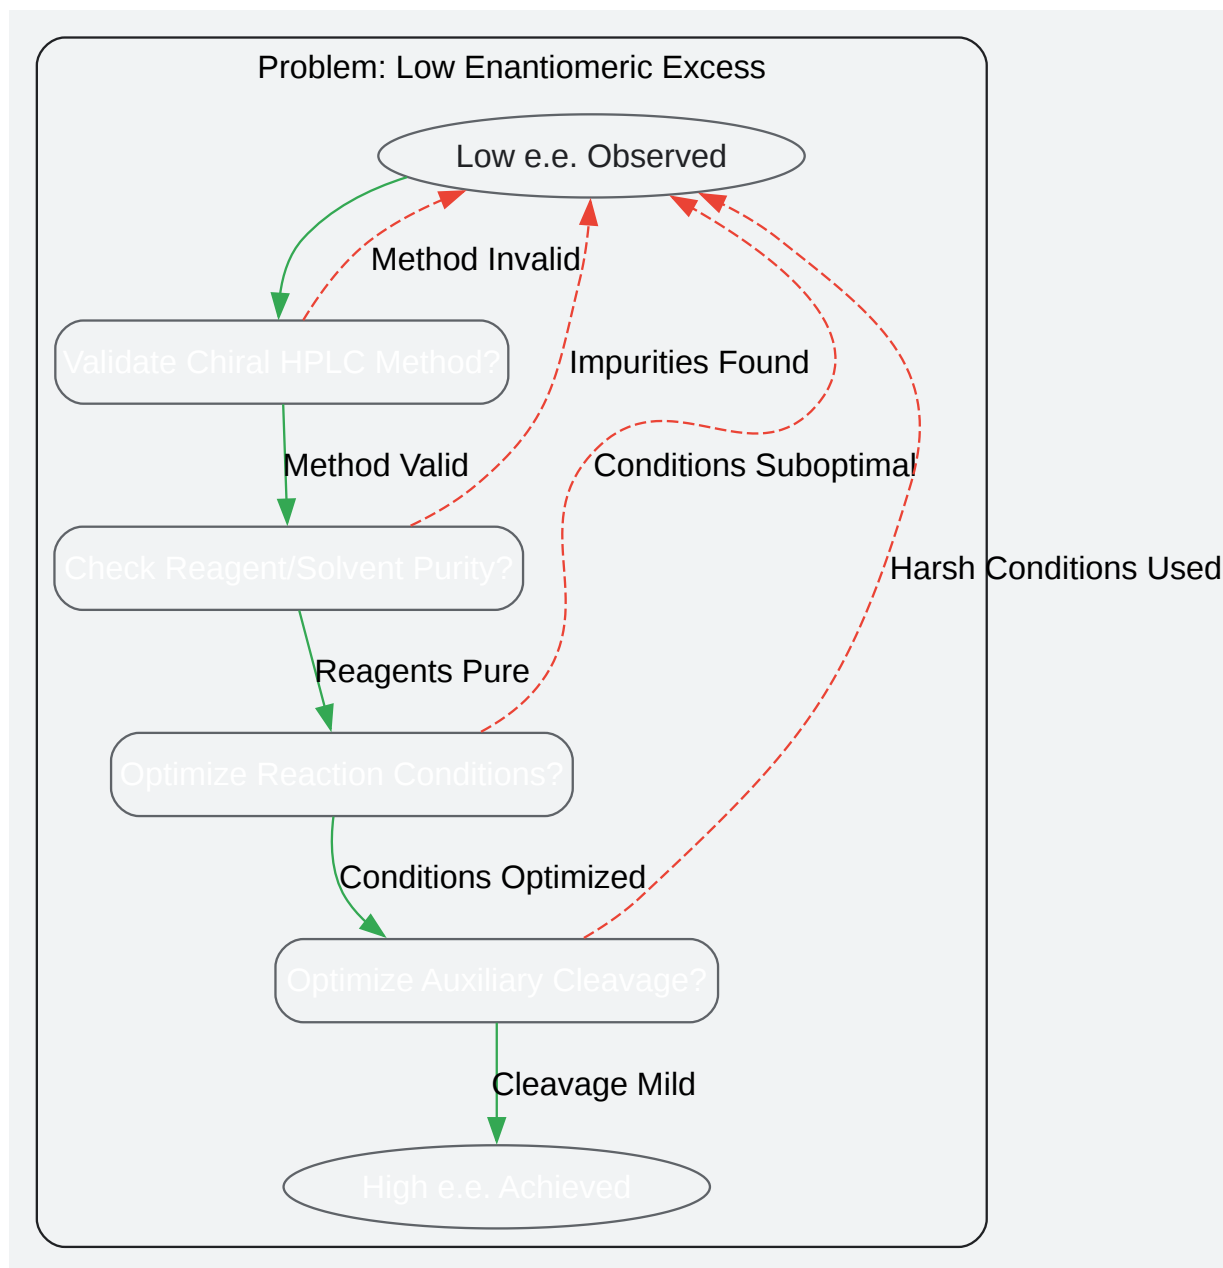 Problem: Low Enantiomeric Excess
Low e.e. Observed
Method Invalid
Validate Chiral HPLC Method?
Impurities Found
Method Valid
Conditions Suboptimal
Check Reagent/Solvent Purity?
Harsh Conditions Used
Reagents Pure
Optimize Reaction Conditions?
Conditions Optimized
Optimize Auxiliary Cleavage?
Cleavage Mild
High e.e. Achieved